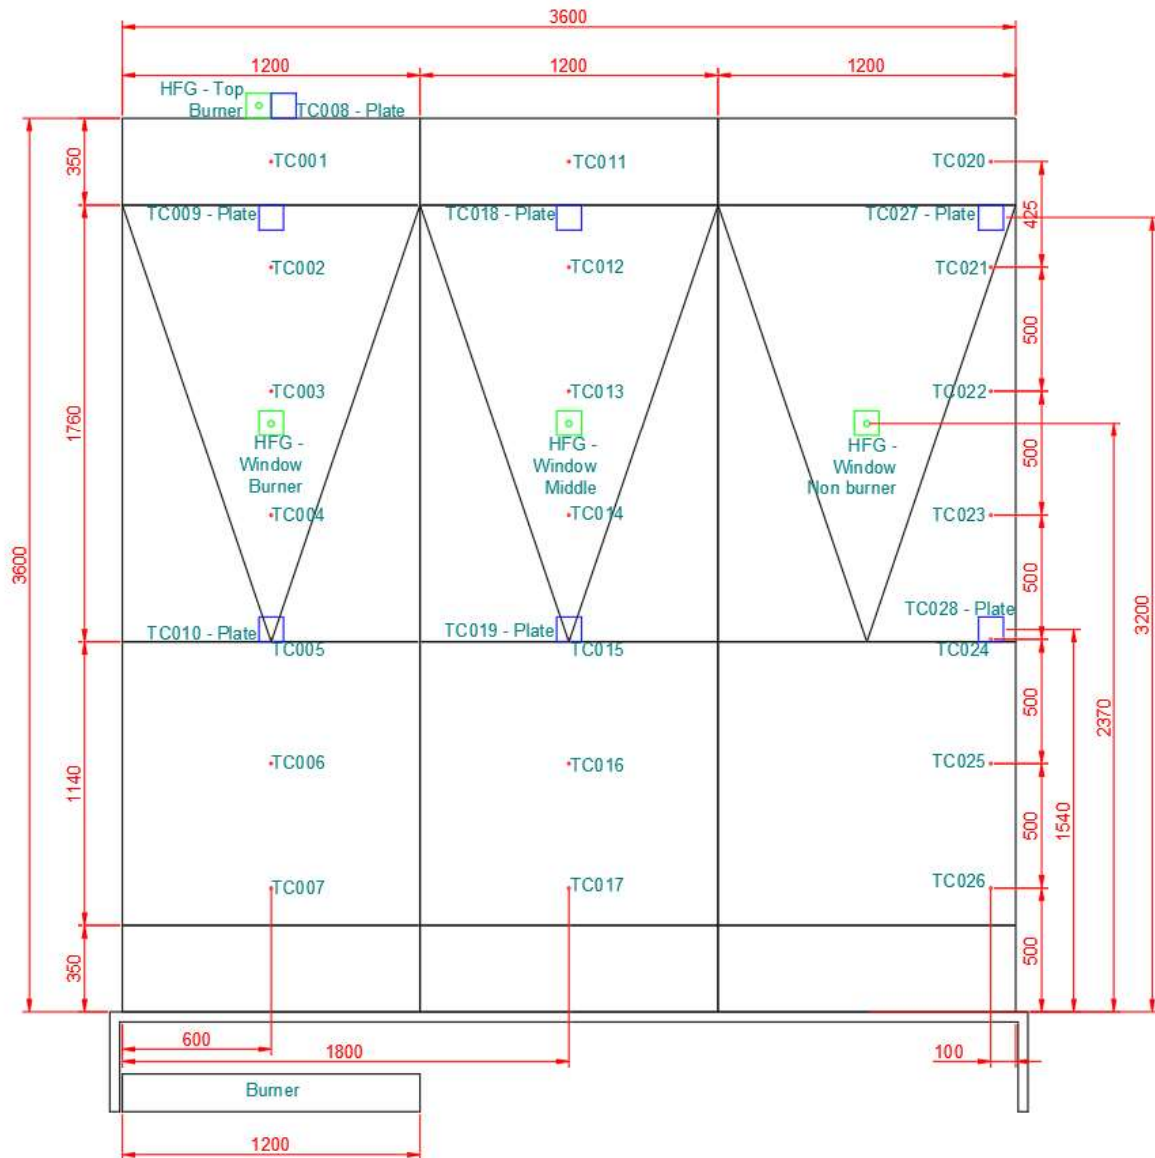 3600
1200
1200
1200
HFG - Top
Burner
TC008 - Plate
350
TC001
TC011
TC020
TC009 - Plate
TC018 - Plate
TC027 - Plate
425
TC002
TC012
TC021
500
TC003
TC013
TC022
1760
HFG -
Window
Burner
HFG -
Window
Middle
HFG -
Window
Non burner
500
TC004
TC014
TC023
3600
500
3200
TC010 - Plate
TC019 - Plate
TC028 - Plate
TC005
TC015
TC024
500
2370
TC006
TC016
TC025
1140
500
1540
TC007
TC017
TC026
350
500
600
1800
100
Burner
1200